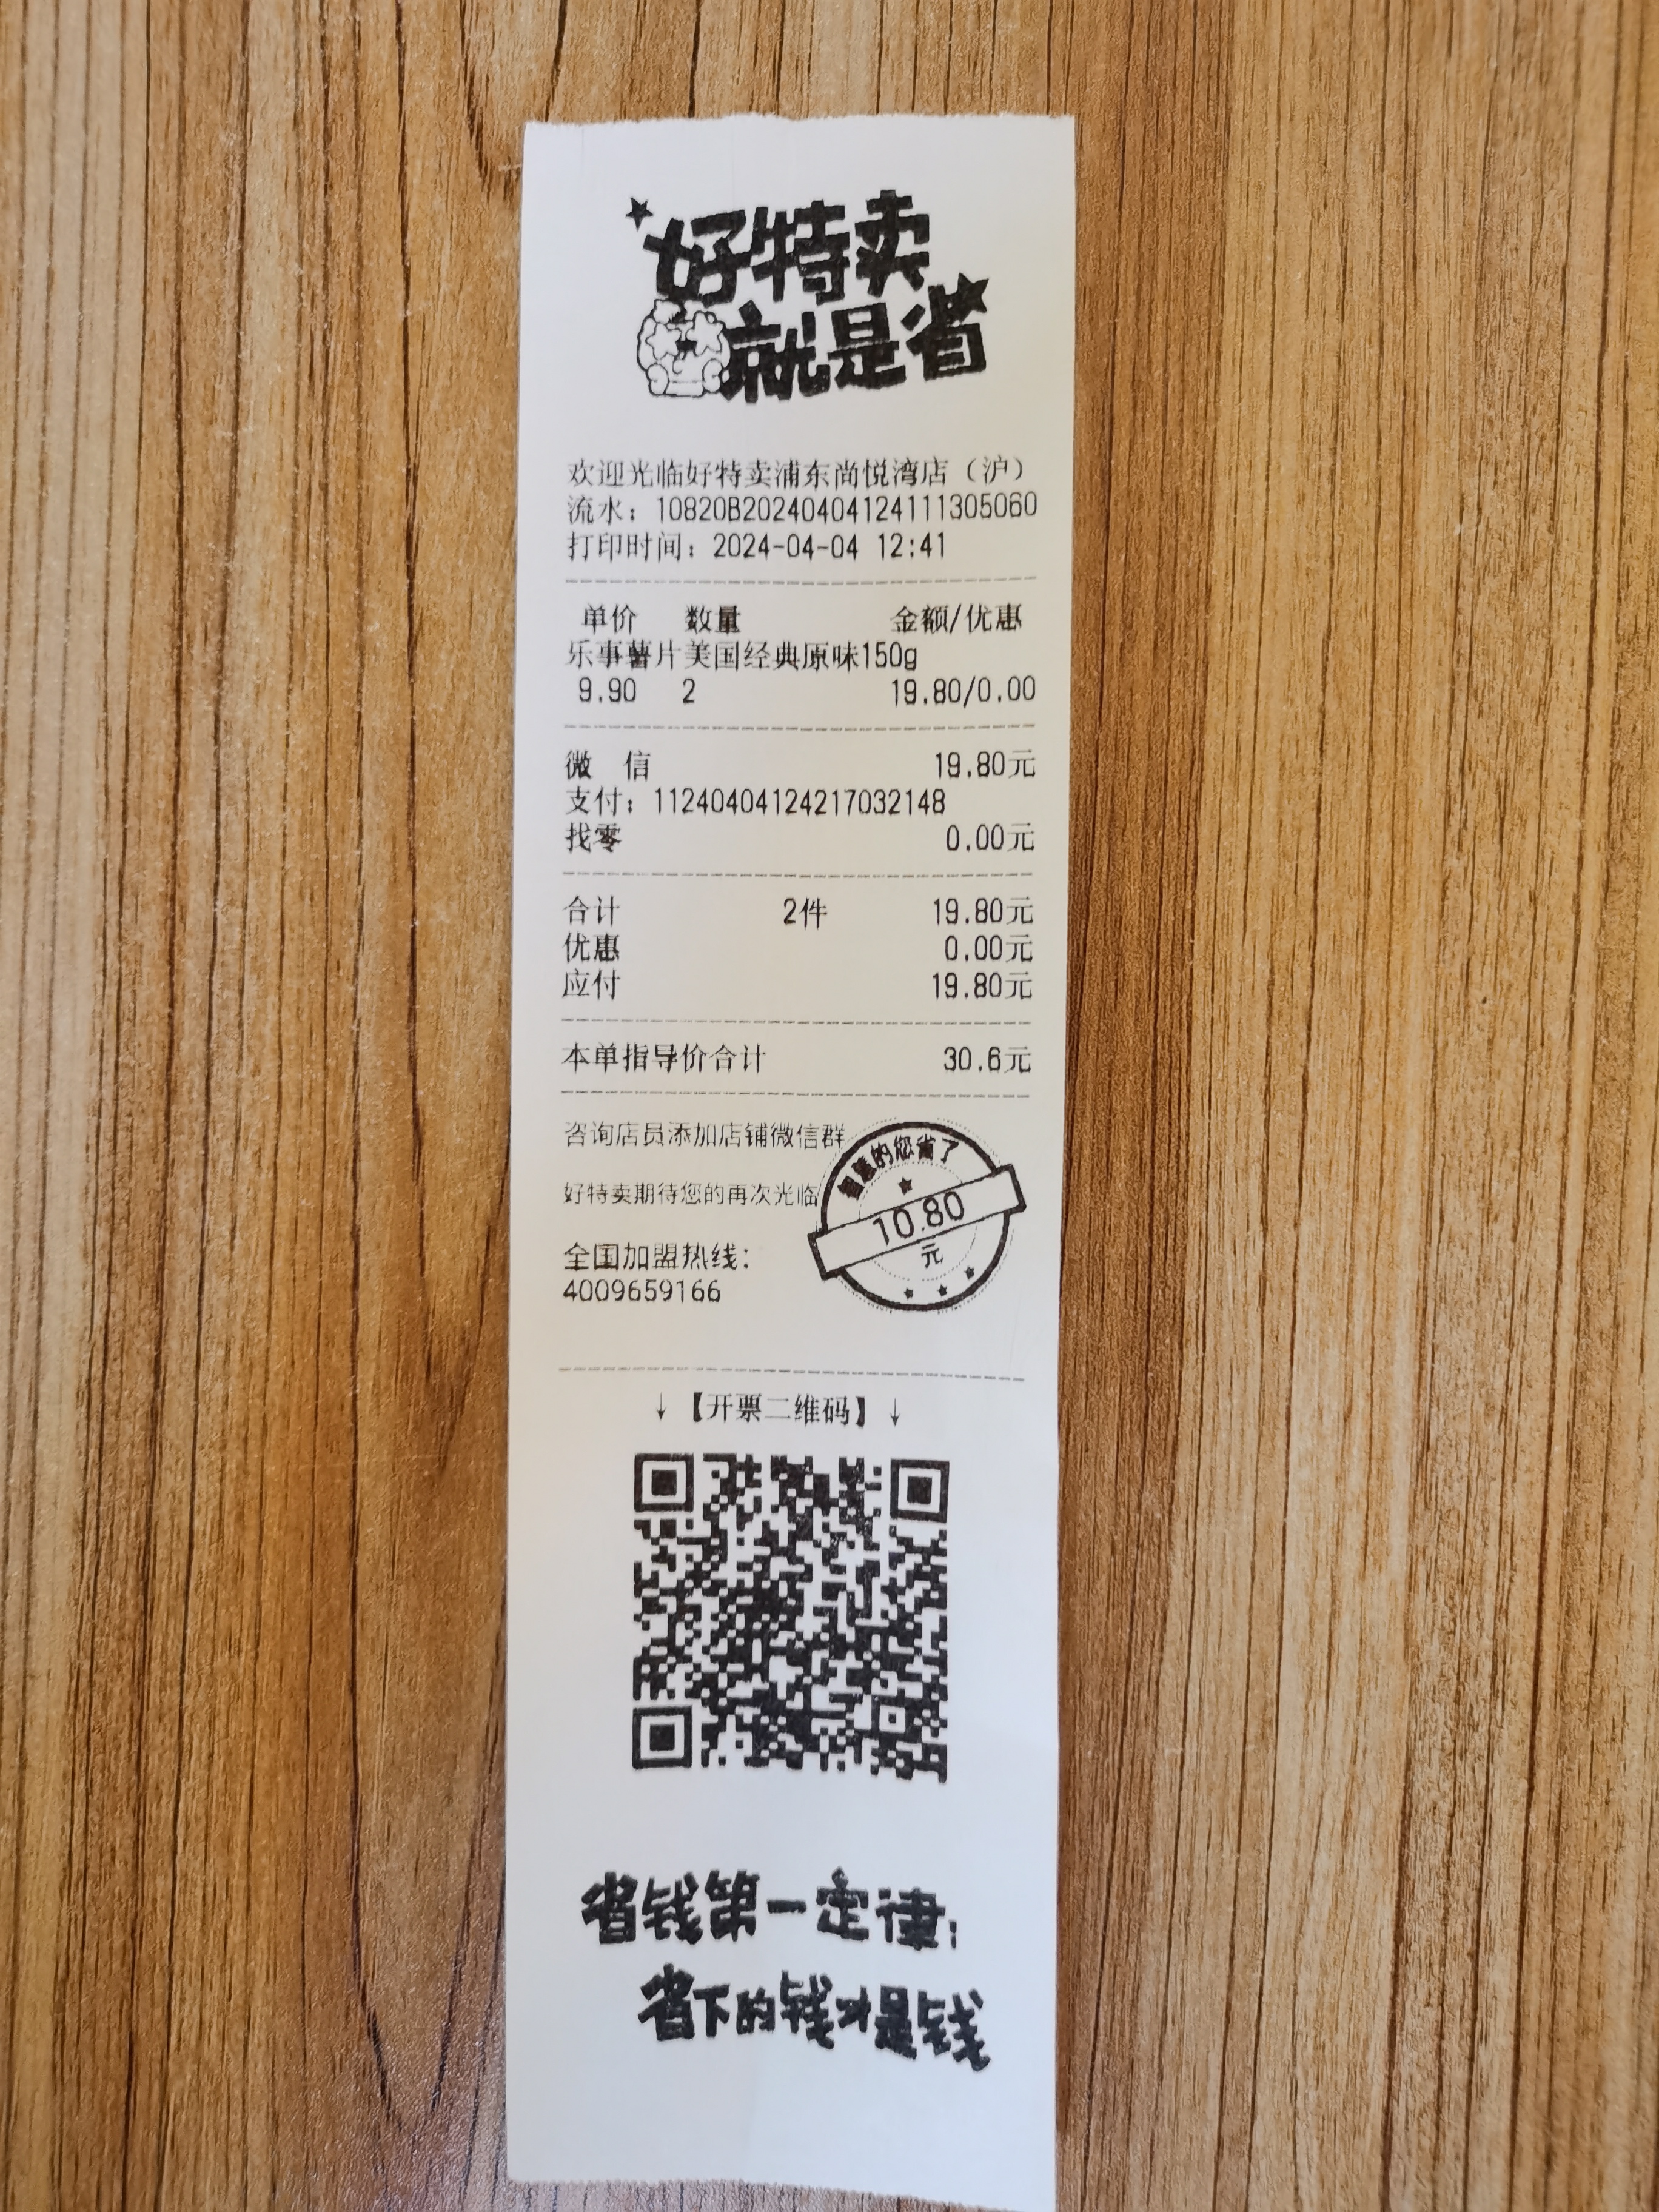 好特卖
就是省
欢迎光临好特卖浦东尚悦湾店（沪）
流水：10820B20240404124111305060
打印时间：2024-04-04 12:41
单价 数量 金额/优惠
乐事薯片美国经典原味150g
9.90 2 19.80/0.00
微 信 19.80元
支付：11240404124217032148
找零 0.00元
合计 2件 19.80元
优惠 0.00元
应付 19.80元
本单指导价合计 30.6元
咨询店员添加店铺微信群
好特卖期待您的再次光临
智慧的您省了
10.80
元
全国加盟热线：
4009659166
↓【开票二维码】↓
省钱第一定律：
省下的钱才是钱